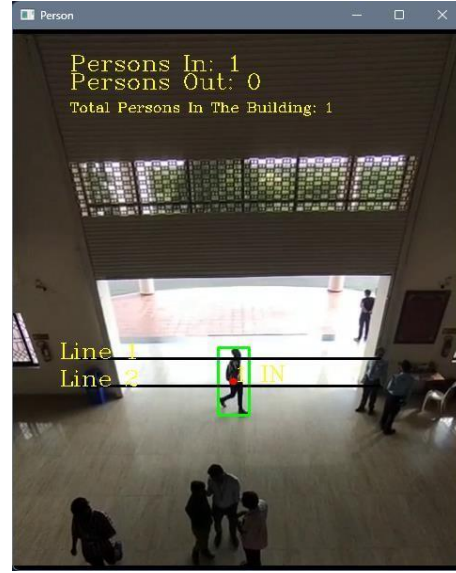 Person
Persons In: 1
Persons Out: 0
Total Persons In The Building: 1
Line 1
1 IN
Line 2